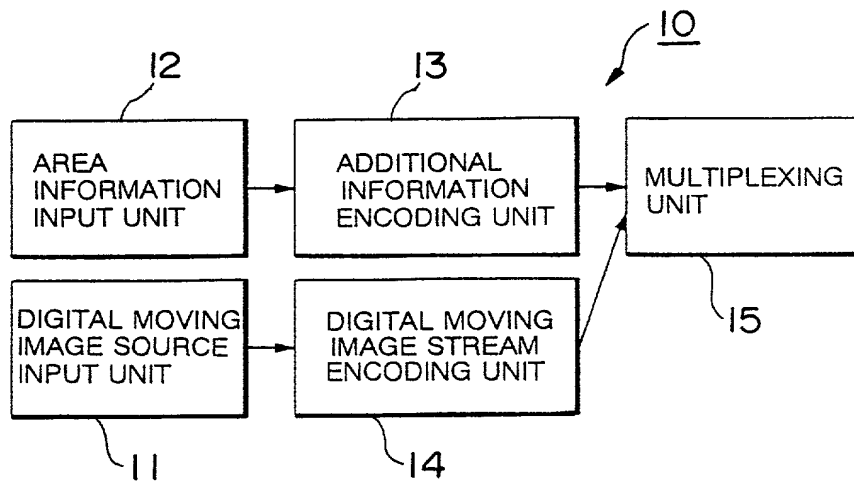 10
12
13
AREA
INFORMATION
INPUT UNIT
ADDITIONAL
INFORMATION
ENCODING UNIT
MULTIPLEXING
UNIT
15
DIGITAL MOVING
IMAGE SOURCE
INPUT UNIT
DIGITAL MOVING
IMAGE STREAM
ENCODING UNIT
11
14